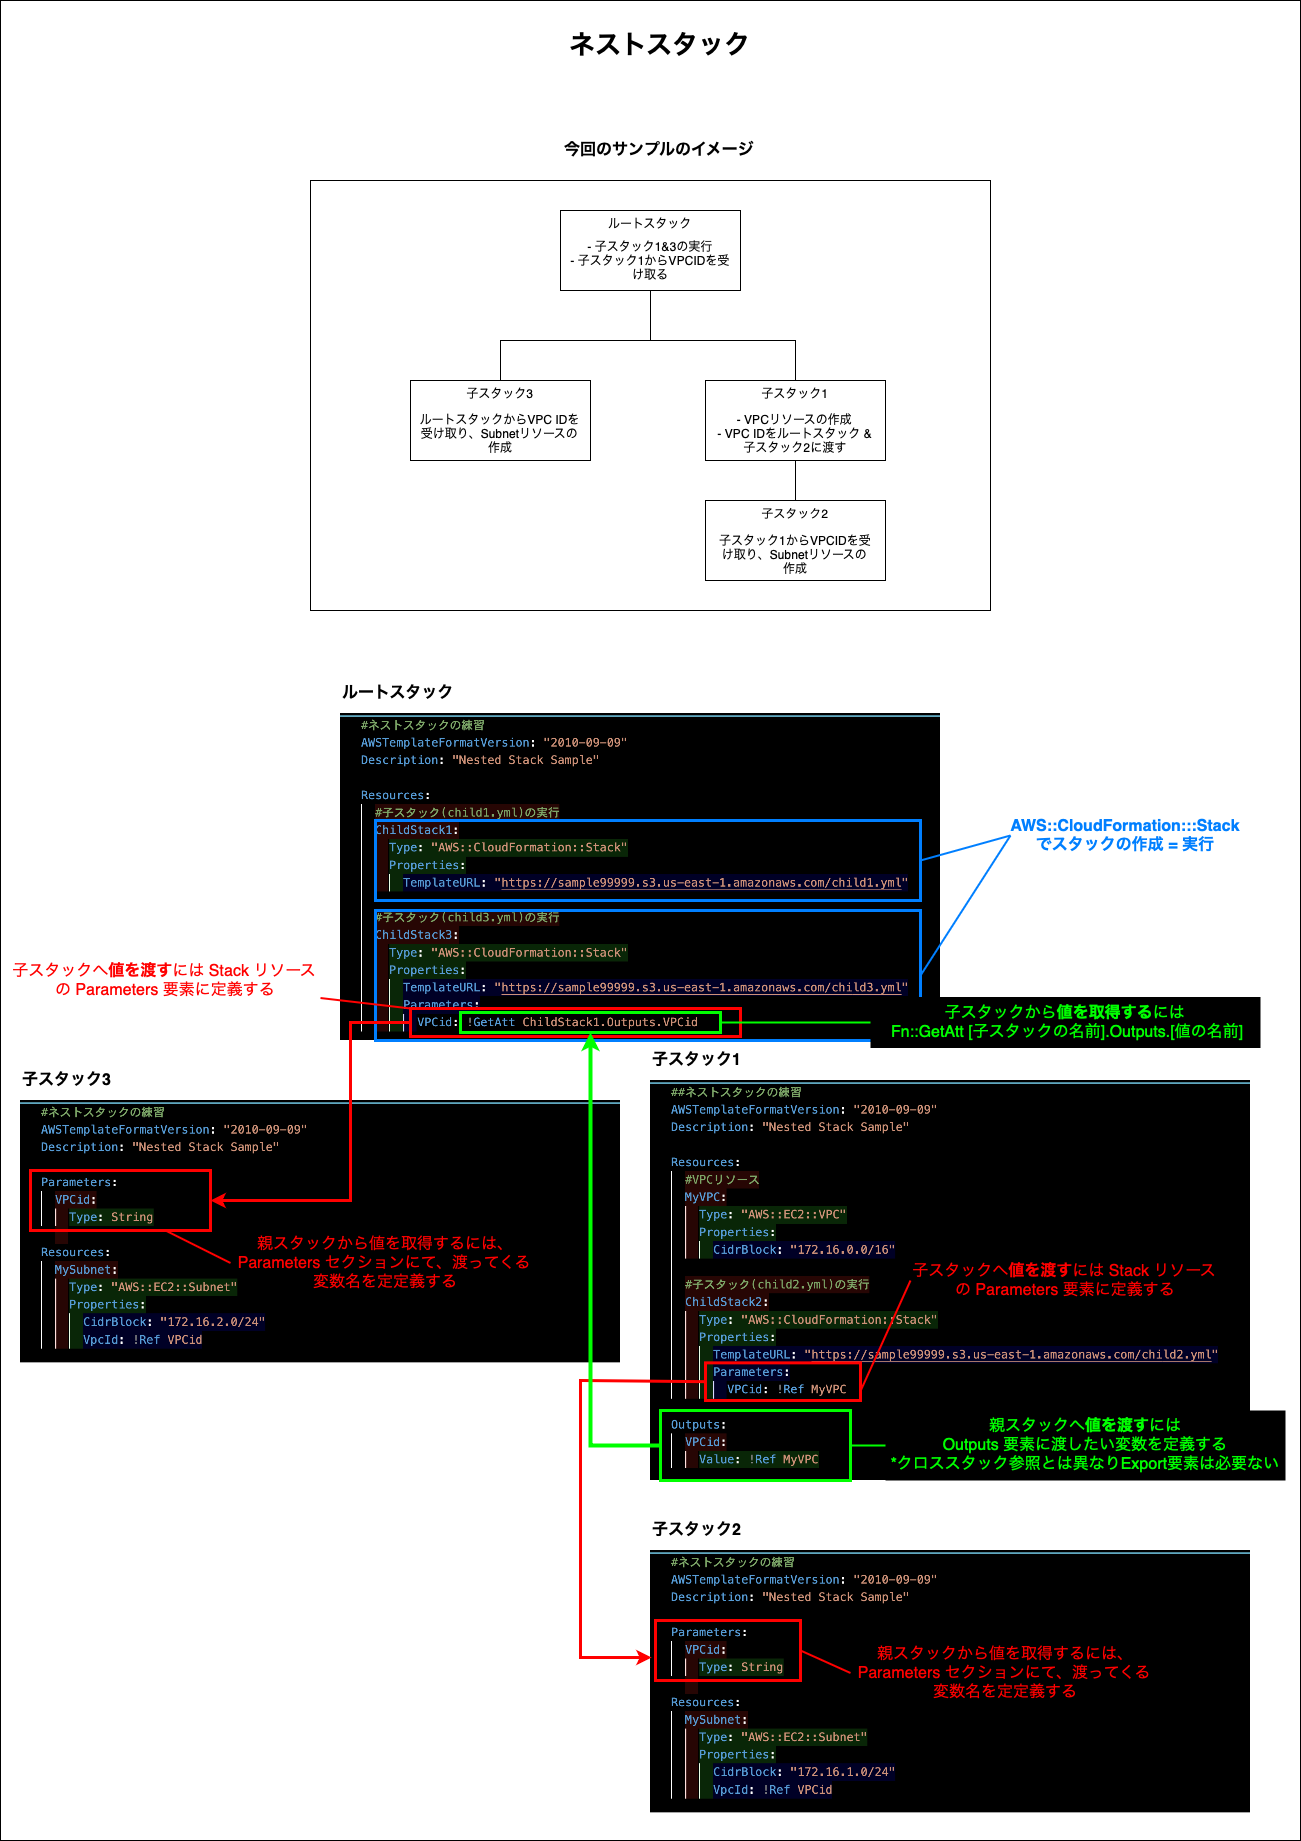 ネストスタック
今回のサンプルのイメージ
ルートスタック
- 子スタック1&3の実行
- 子スタック1からVPCIDを受
け取る
子スタック3
ルートスタックからVPC IDを
受け取り、Subnetリソースの
作成
子スタック1
- VPCリソースの作成
- VPC IDをルートスタック &
子スタック2に渡す
子スタック2
子スタック1からVPCIDを受
け取り、Subnetリソースの
作成
ルートスタック
#ネストスタックの練習
AWSTemplateFormatVersion: "2010-09-09"
Description: "Nested Stack Sample"
Resources:
#子スタック(child1.yml)の実行
ChildStack1:
Type: "AWS::CloudFormation::Stack"
Properties:
TemplateURL: "https://sample99999.s3.us-east-1.amazonaws.com/child1.yml"
#子スタック(child3.yml)の実行
ChildStack3:
Type: "AWS::CloudFormation::Stack"
Properties:
TemplateURL: "https://sample99999.s3.us-east-1.amazonaws.com/child3.yml"
Parameters:
VPCid: !GetAtt ChildStack1.Outputs.VPCid
AWS::CloudFormation:::Stack
でスタックの作成 = 実行
子スタックへ値を渡すには Stack リソース
の Parameters 要素に定義する
子スタックから値を取得するには
Fn::GetAtt [子スタックの名前].Outputs.[値の名前]
子スタック3
#ネストスタックの練習
AWSTemplateFormatVersion: "2010-09-09"
Description: "Nested Stack Sample"
Parameters:
VPCid:
Type: String
Resources:
MySubnet:
Type: "AWS::EC2::Subnet"
Properties:
CidrBlock: "172.16.2.0/24"
VpcId: !Ref VPCid
親スタックから値を取得するには、
Parameters セクションにて、渡ってくる
変数名を定定義する
子スタック1
##ネストスタックの練習
AWSTemplateFormatVersion: "2010-09-09"
Description: "Nested Stack Sample"
Resources:
#VPCリソース
MyVPC:
Type: "AWS::EC2::VPC"
Properties:
CidrBlock: "172.16.0.0/16"
#子スタック(child2.yml)の実行
ChildStack2:
Type: "AWS::CloudFormation::Stack"
Properties:
TemplateURL: "https://sample99999.s3.us-east-1.amazonaws.com/child2.yml"
Parameters:
VPCid: !Ref MyVPC
Outputs:
VPCid:
Value: !Ref MyVPC
子スタックへ値を渡すには Stack リソース
の Parameters 要素に定義する
親スタックへ値を渡すには
Outputs 要素に渡したい変数を定義する
*クロススタック参照とは異なりExport要素は必要ない
子スタック2
#ネストスタックの練習
AWSTemplateFormatVersion: "2010-09-09"
Description: "Nested Stack Sample"
Parameters:
VPCid:
Type: String
Resources:
MySubnet:
Type: "AWS::EC2::Subnet"
Properties:
CidrBlock: "172.16.1.0/24"
VpcId: !Ref VPCid
親スタックから値を取得するには、
Parameters セクションにて、渡ってくる
変数名を定定義する